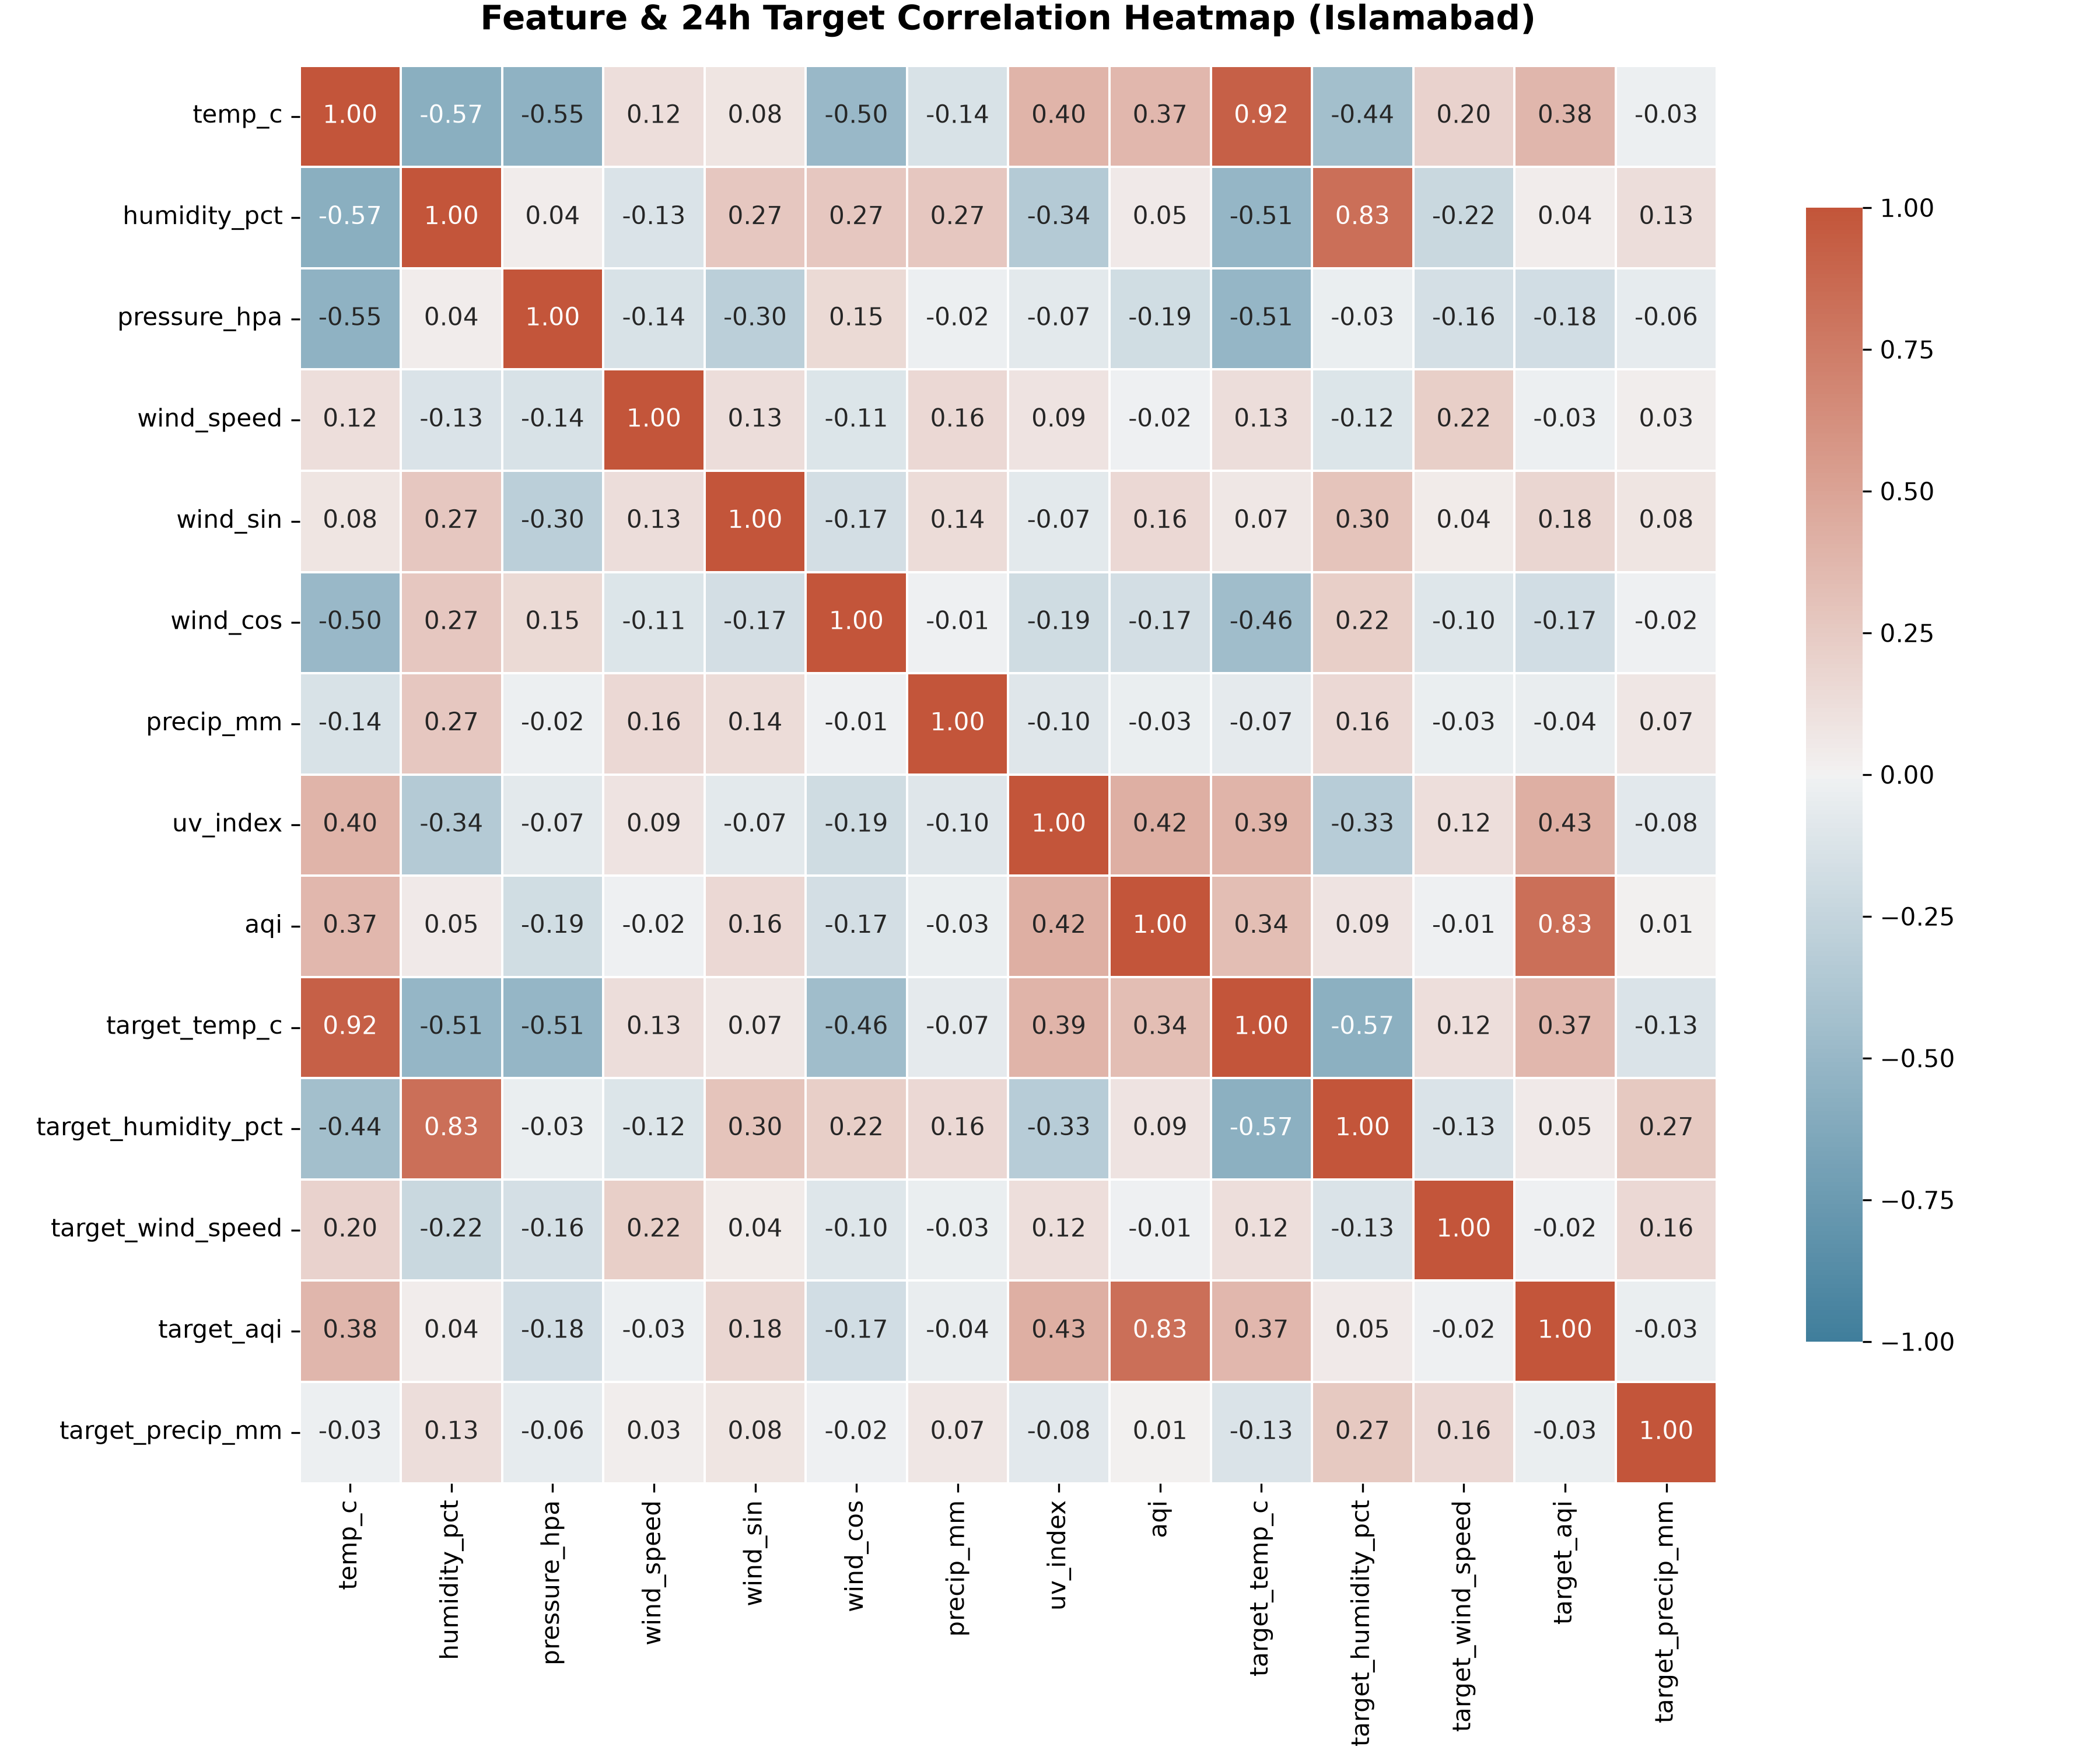 Feature & 24h Target Correlation Heatmap (Islamabad)
temp_c 1.00 -0.57 -0.55 0.12 0.08 -0.50 -0.14 0.40 0.37 0.92 -0.44 0.20 0.38 -0.03
humidity_pct -0.57 1.00 0.04 -0.13 0.27 0.27 0.27 -0.34 0.05 -0.51 0.83 -0.22 0.04 0.13
pressure_hpa -0.55 0.04 1.00 -0.14 -0.30 0.15 -0.02 -0.07 -0.19 -0.51 -0.03 -0.16 -0.18 -0.06
wind_speed 0.12 -0.13 -0.14 1.00 0.13 -0.11 0.16 0.09 -0.02 0.13 -0.12 0.22 -0.03 0.03
wind_sin 0.08 0.27 -0.30 0.13 1.00 -0.17 0.14 -0.07 0.16 0.07 0.30 0.04 0.18 0.08
wind_cos -0.50 0.27 0.15 -0.11 -0.17 1.00 -0.01 -0.19 -0.17 -0.46 0.22 -0.10 -0.17 -0.02
precip_mm -0.14 0.27 -0.02 0.16 0.14 -0.01 1.00 -0.10 -0.03 -0.07 0.16 -0.03 -0.04 0.07
uv_index 0.40 -0.34 -0.07 0.09 -0.07 -0.19 -0.10 1.00 0.42 0.39 -0.33 0.12 0.43 -0.08
aqi 0.37 0.05 -0.19 -0.02 0.16 -0.17 -0.03 0.42 1.00 0.34 0.09 -0.01 0.83 0.01
target_temp_c 0.92 -0.51 -0.51 0.13 0.07 -0.46 -0.07 0.39 0.34 1.00 -0.57 0.12 0.37 -0.13
target_humidity_pct -0.44 0.83 -0.03 -0.12 0.30 0.22 0.16 -0.33 0.09 -0.57 1.00 -0.13 0.05 0.27
target_wind_speed 0.20 -0.22 -0.16 0.22 0.04 -0.10 -0.03 0.12 -0.01 0.12 -0.13 1.00 -0.02 0.16
target_aqi 0.38 0.04 -0.18 -0.03 0.18 -0.17 -0.04 0.43 0.83 0.37 0.05 -0.02 1.00 -0.03
target_precip_mm -0.03 0.13 -0.06 0.03 0.08 -0.02 0.07 -0.08 0.01 -0.13 0.27 0.16 -0.03 1.00
temp_c
humidity_pct
pressure_hpa
wind_speed
wind_sin
wind_cos
precip_mm
uv_index
aqi
target_temp_c
target_humidity_pct
target_wind_speed
target_aqi
target_precip_mm
1.00
0.75
0.50
0.25
0.00
−0.25
−0.50
−0.75
−1.00